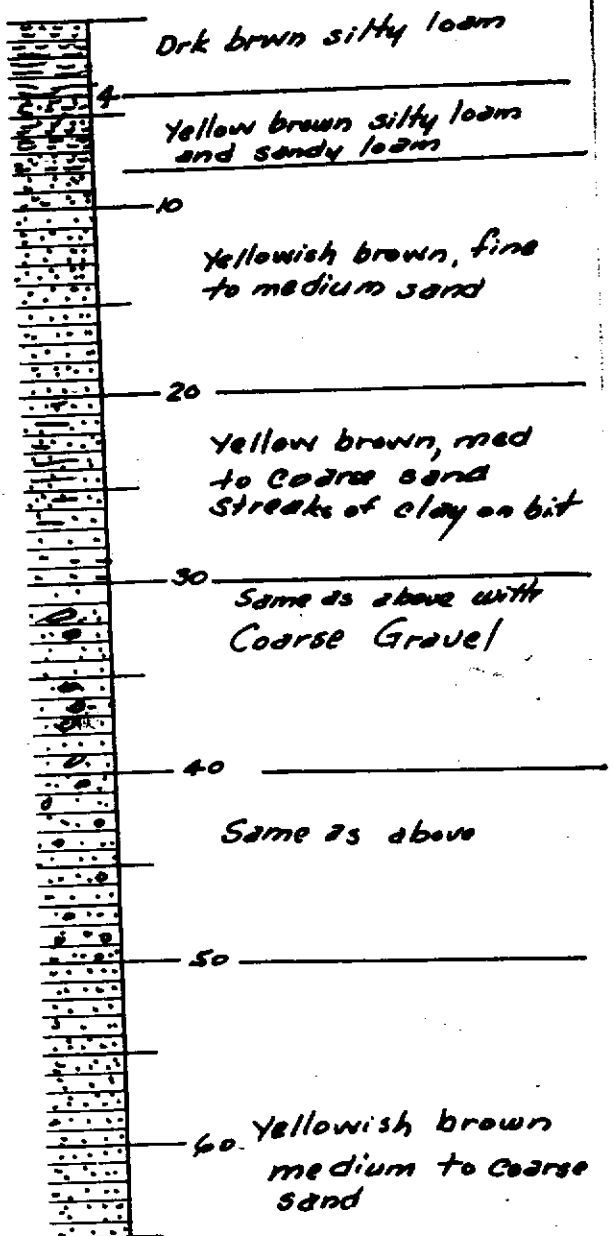 Drk brwn silty loam
4
Yellow brown silty loam
and sandy loam
10
Yellowish brown, fine
to medium sand
20
Yellow brown, med
to coarse sand
Streaks of clay on bit
30
Same as above with
Coarse Gravel
40
Same as above
50
60 Yellowish brown
medium to coarse
sand